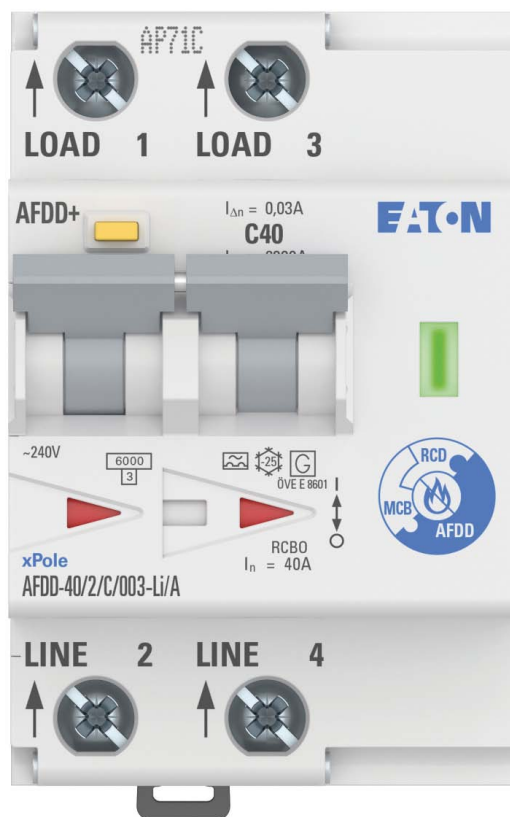 AP71C
LOAD 1 LOAD 3
AFDD+
I∆n = 0,03A
C40
EATON
~240V
6000
3
-25
G
ÖVE E 8601
I
O
RCD
MCB
AFDD
RCBO
In = 40A
xPole
AFDD-40/2/C/003-Li/A
LINE 2 LINE 4